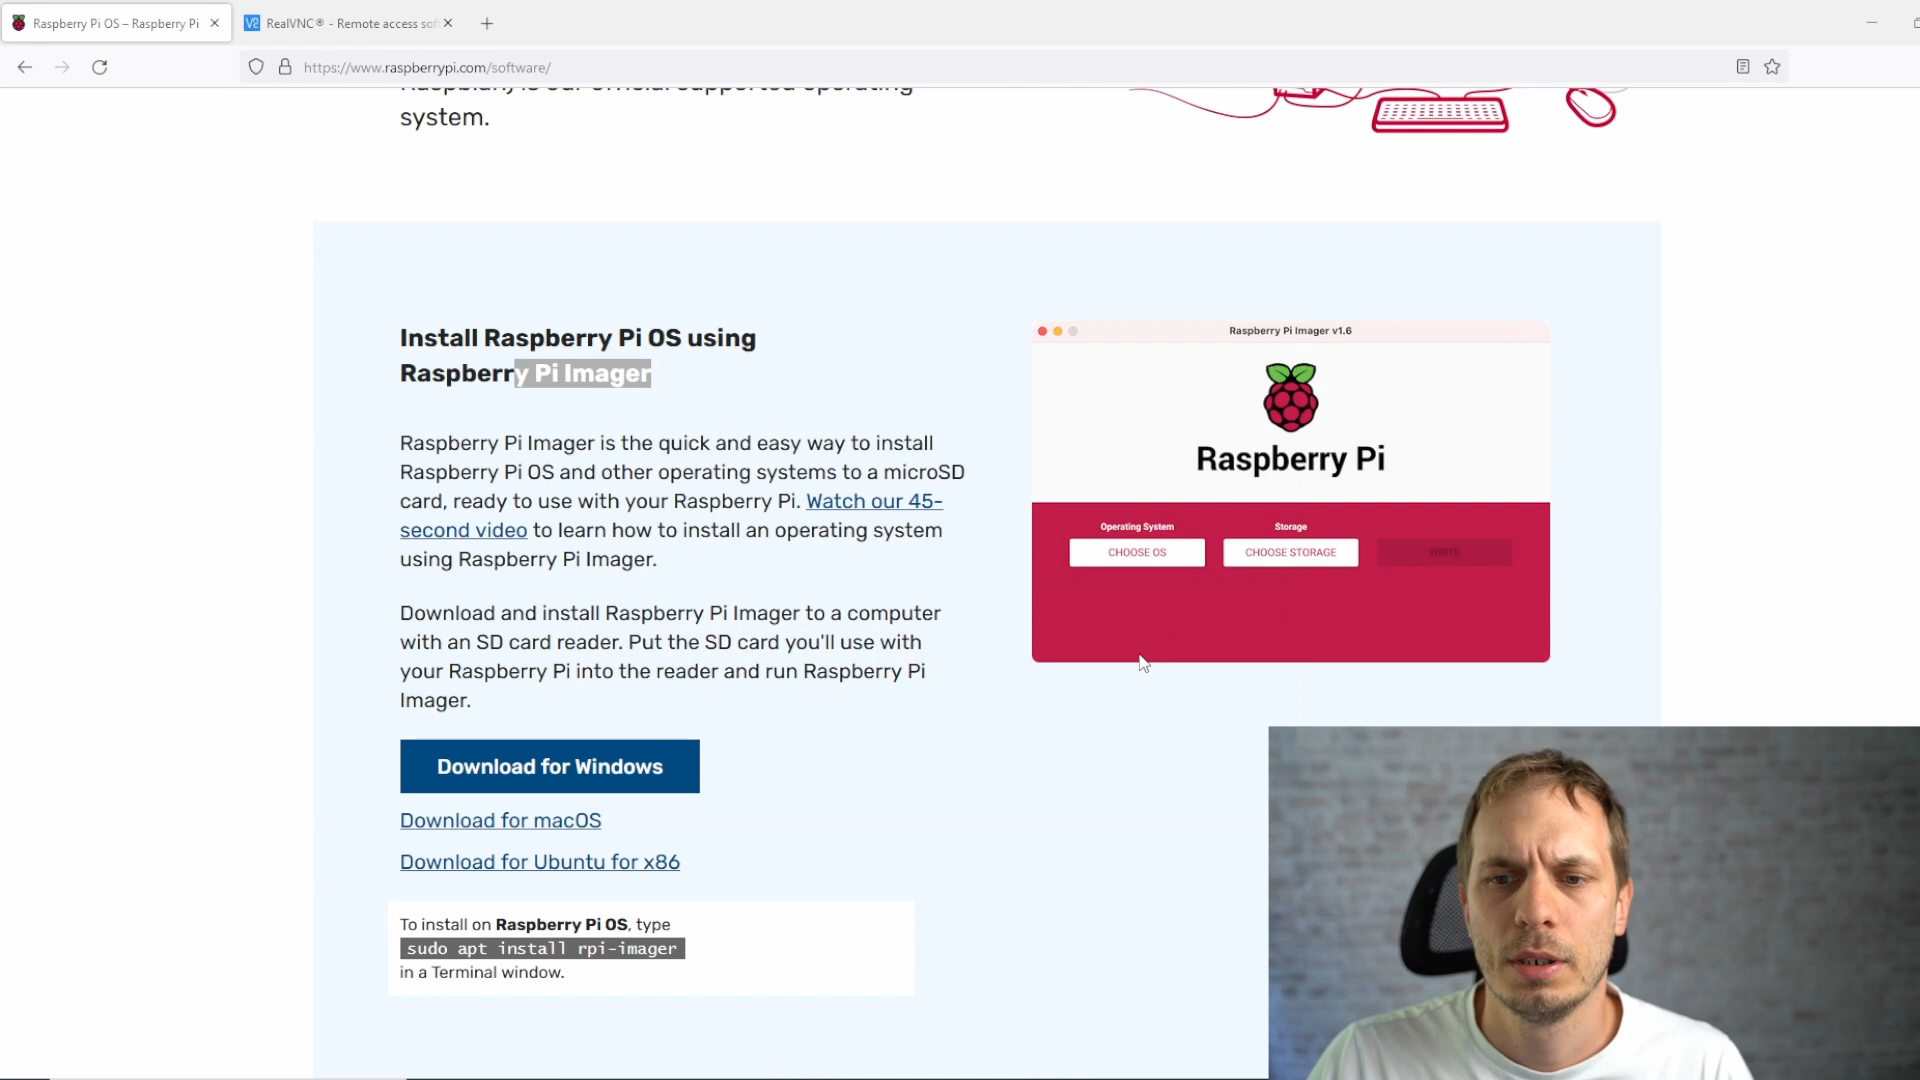 Raspberry Pi OS – Raspberry Pi
RealVNC® - Remote access sof
https://www.raspberrypi.com/software/
Raspbian) is our official supported operating
system.
Install Raspberry Pi OS using
Raspberry Pi Imager
Raspberry Pi Imager is the quick and easy way to install
Raspberry Pi OS and other operating systems to a microSD
card, ready to use with your Raspberry Pi. Watch our 45-
second video to learn how to install an operating system
using Raspberry Pi Imager.
Download and install Raspberry Pi Imager to a computer
with an SD card reader. Put the SD card you'll use with
your Raspberry Pi into the reader and run Raspberry Pi
Imager.
Download for Windows
Download for macOS
Download for Ubuntu for x86
To install on Raspberry Pi OS, type
sudo apt install rpi-imager
in a Terminal window.
Raspberry Pi Imager v1.6
Raspberry Pi
Operating System
Storage
CHOOSE OS
CHOOSE STORAGE
WRITE